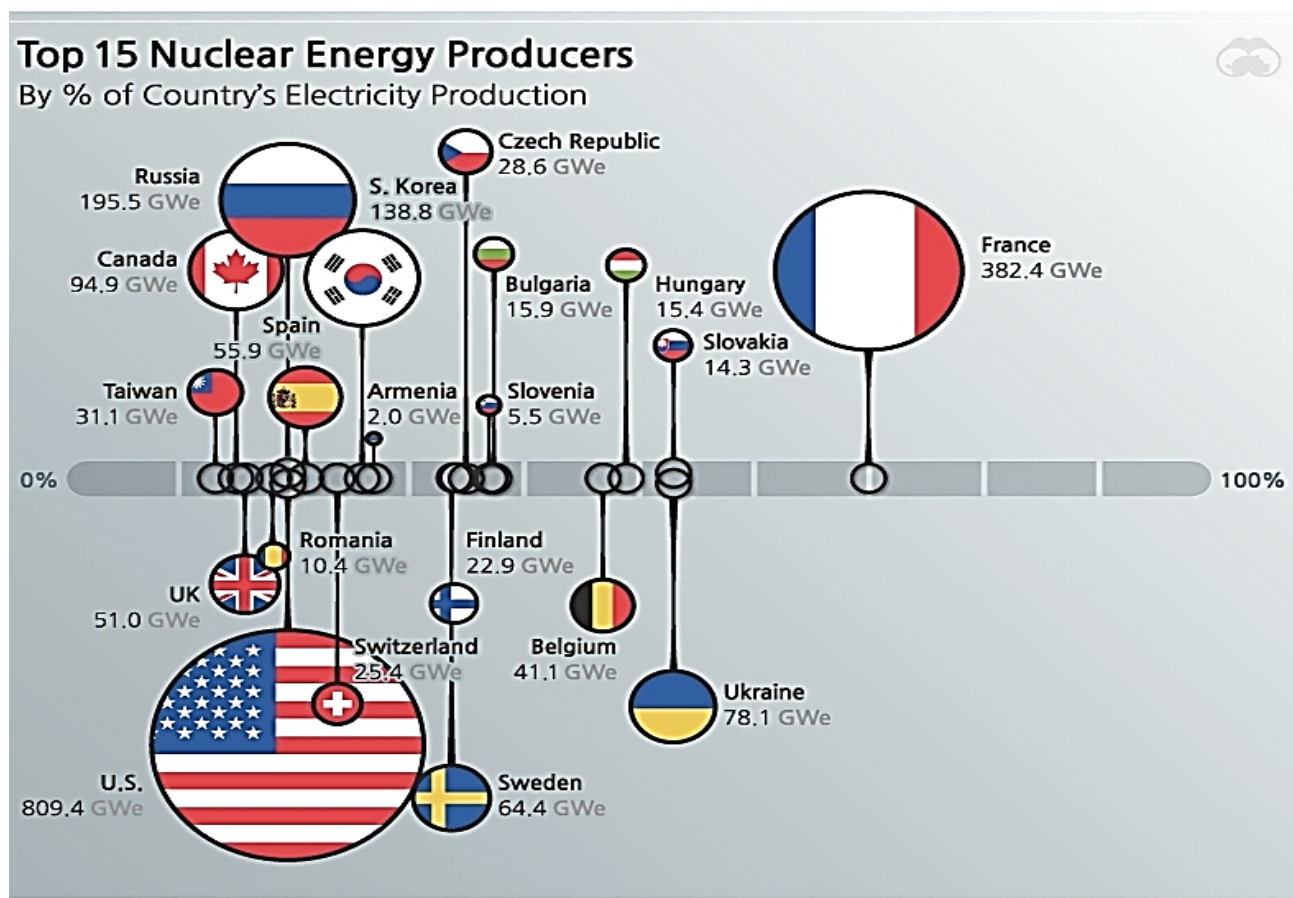 Top 15 Nuclear Energy Producers
By % of Country's Electricity Production
Czech Republic
28.6 GWe
Russia
195.5 GWe
S. Korea
138.8 GWe
France
382.4 GWe
Canada
94.9 GWe
Bulgaria
15.9 GWe
Hungary
15.4 GWe
Spain
55.9 GWe
Slovakia
14.3 GWe
Taiwan
31.1 GWe
Armenia
2.0 GWe
Slovenia
5.5 GWe
0%
100%
Romania
10.4 GWe
Finland
22.9 GWe
UK
51.0 GWe
Switzerland
25.4 GWe
Belgium
41.1 GWe
Ukraine
78.1 GWe
U.S.
809.4 GWe
Sweden
64.4 GWe